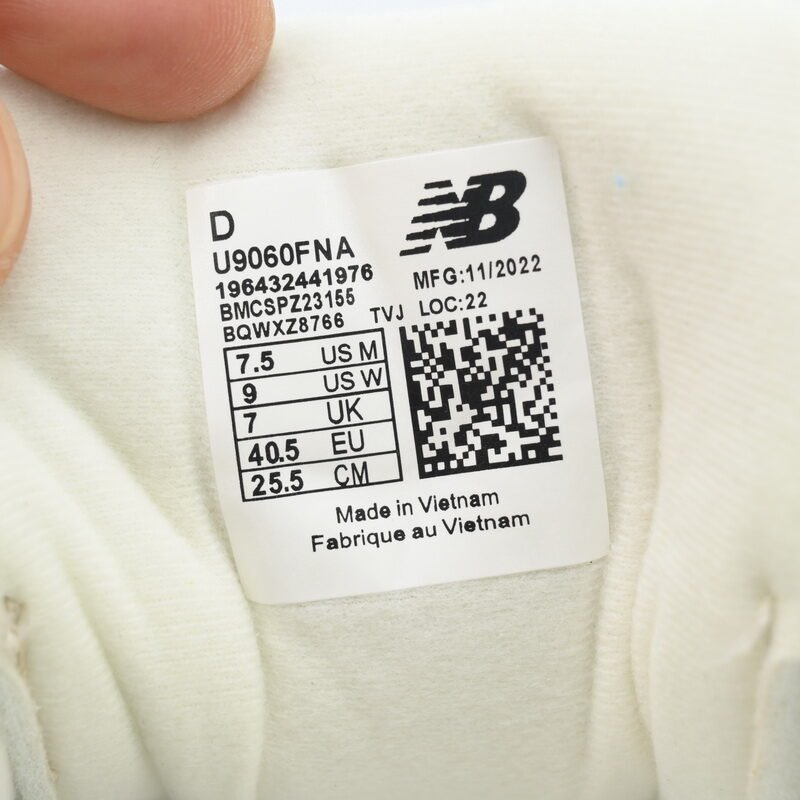 D
NB
U9060FNA
196432441976
MFG:11/2022
BMCSPZ23155
BQWXZ8766 TVJ LOC:22
7.5 US M
9 US W
7 UK
40.5 EU
25.5 CM
Made in Vietnam
Fabrique au Vietnam